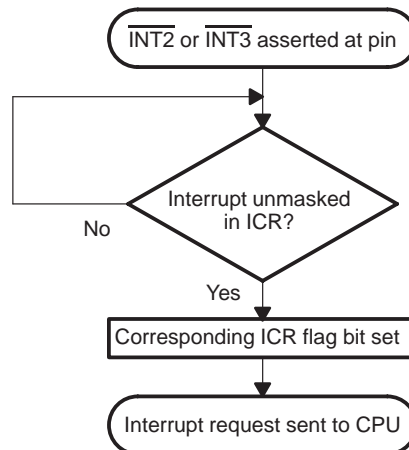 INT2 or INT3 asserted at pin
Interrupt unmasked
in ICR?
No
Yes
Corresponding ICR flag bit set
Interrupt request sent to CPU